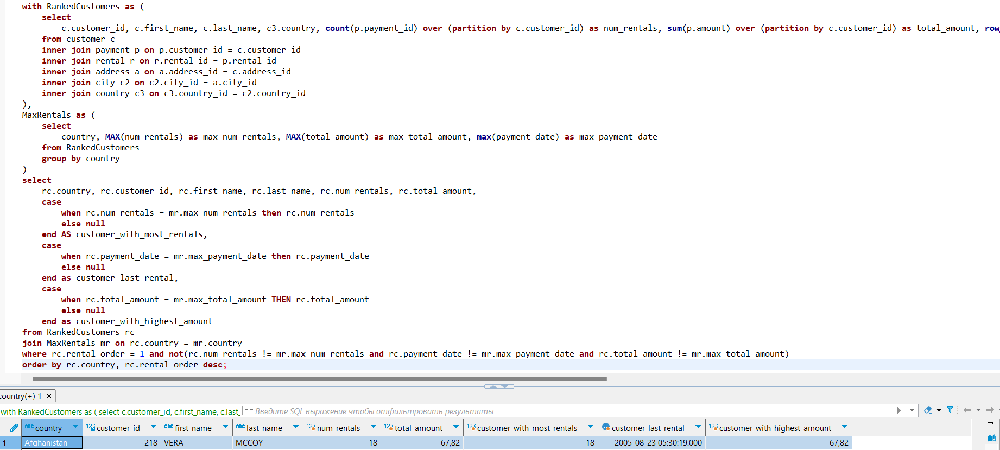 with RankedCustomers as (
select
c.customer_id, c.first_name, c.last_name, c3.country, count(p.payment_id) over (partition by c.customer_id) as num_rentals, sum(p.amount) over (partition by c.customer_id) as total_amount, row_
from customer c
inner join payment p on p.customer_id = c.customer_id
inner join rental r on r.rental_id = p.rental_id
inner join address a on a.address_id = c.address_id
inner join city c2 on c2.city_id = a.city_id
inner join country c3 on c3.country_id = c2.country_id
),
MaxRentals as (
select
country, MAX(num_rentals) as max_num_rentals, MAX(total_amount) as max_total_amount, max(payment_date) as max_payment_date
from RankedCustomers
group by country
)
select
rc.country, rc.customer_id, rc.first_name, rc.last_name, rc.num_rentals, rc.total_amount,
case
when rc.num_rentals = mr.max_num_rentals then rc.num_rentals
else null
end AS customer_with_most_rentals,
case
when rc.payment_date = mr.max_payment_date then rc.payment_date
else null
end as customer_last_rental,
case
when rc.total_amount = mr.max_total_amount THEN rc.total_amount
else null
end as customer_with_highest_amount
from RankedCustomers rc
join MaxRentals mr on rc.country = mr.country
where rc.rental_order = 1 and not(rc.num_rentals != mr.max_num_rentals and rc.payment_date != mr.max_payment_date and rc.total_amount != mr.max_total_amount)
order by rc.country, rc.rental_order desc;
country(+) 1
with RankedCustomers as ( select c.customer_id, c.first_name, c.last_ Введите SQL выражение чтобы отфильтровать результаты
ABC country 123 customer_id ABC first_name ABC last_name 123 num_rentals 123 total_amount 123 customer_with_most_rentals customer_last_rental 123 customer_with_highest_amount
1 Afghanistan 218 VERA MCCOY 18 67,82 18 2005-08-23 05:30:19.000 67,82